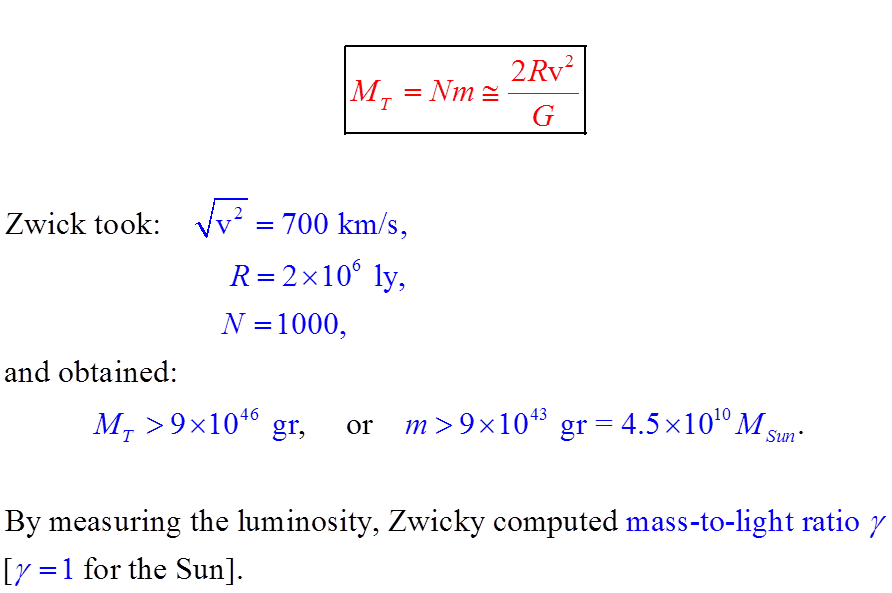 M_T = Nm ≅ 2Rv²/G
Zwick took: √v² = 700 km/s,
R = 2×10⁶ ly,
N = 1000,
and obtained:
M_T > 9×10⁴⁶ gr, or m > 9×10⁴³ gr = 4.5×10¹⁰ M_Sun.
By measuring the luminosity, Zwicky computed mass-to-light ratio γ
[γ = 1 for the Sun].